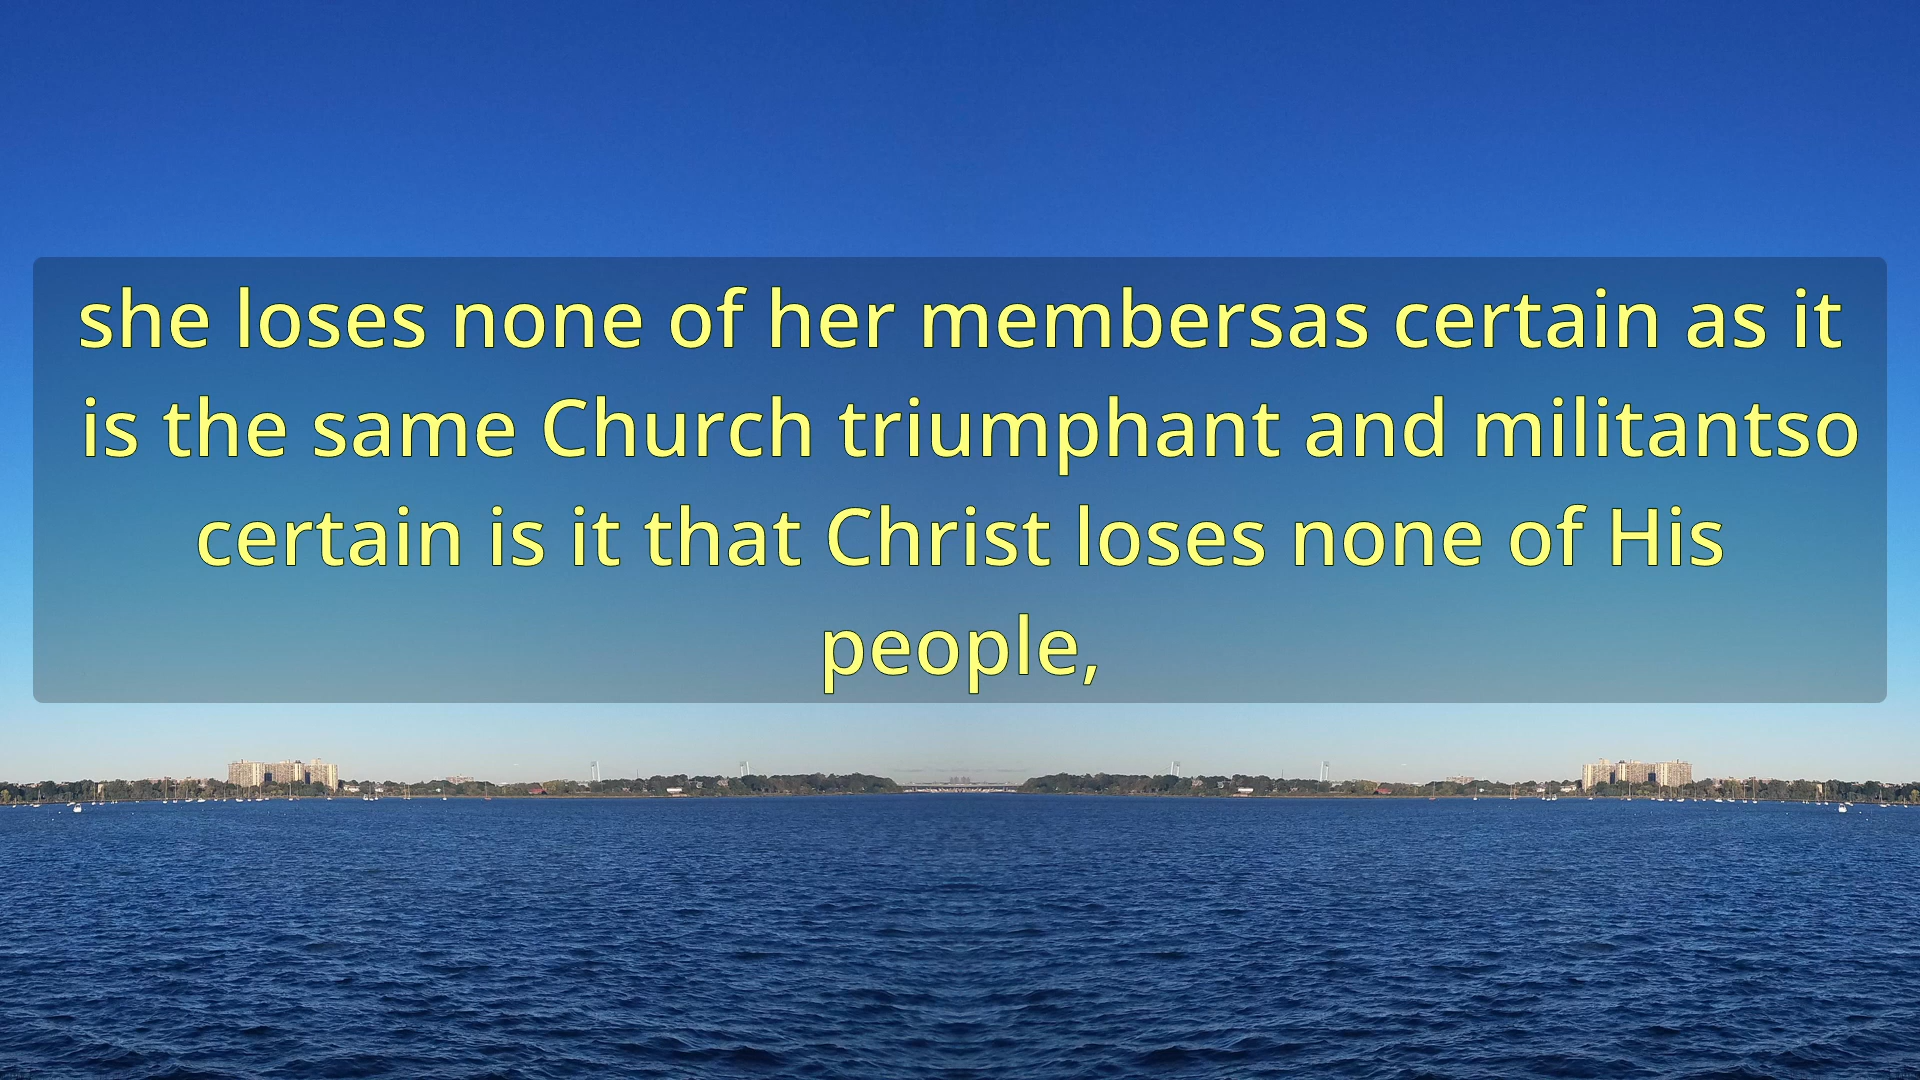 she loses none of her membersas certain as it
is the same Church triumphant and militantso
certain is it that Christ loses none of His
people,